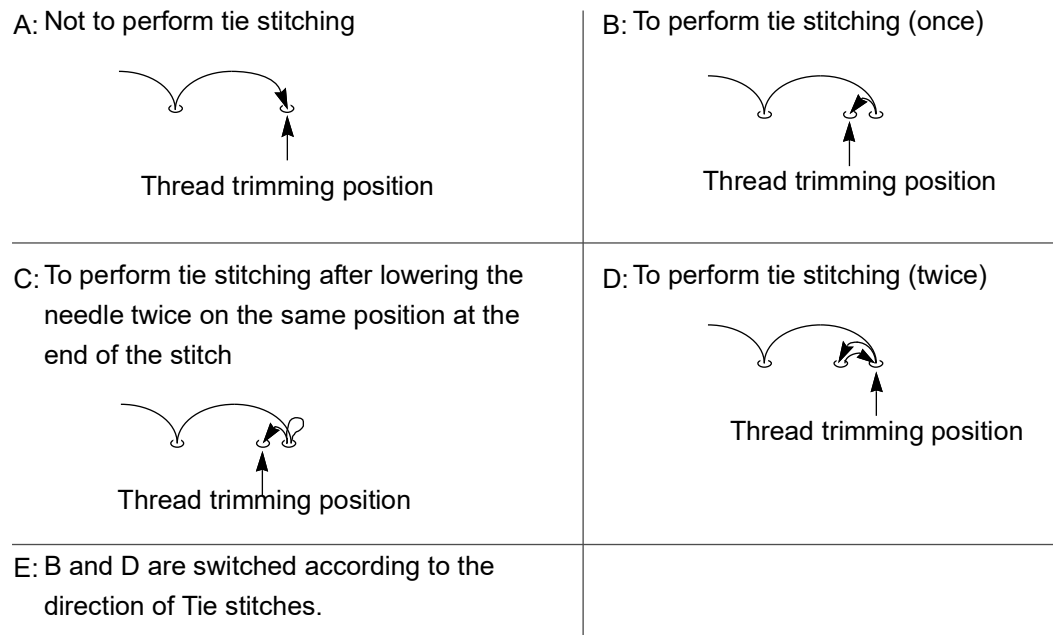 A: Not to perform tie stitching
Thread trimming position
B: To perform tie stitching (once)
Thread trimming position
C: To perform tie stitching after lowering the
needle twice on the same position at the
end of the stitch
Thread trimming position
D: To perform tie stitching (twice)
Thread trimming position
E: B and D are switched according to the
direction of Tie stitches.